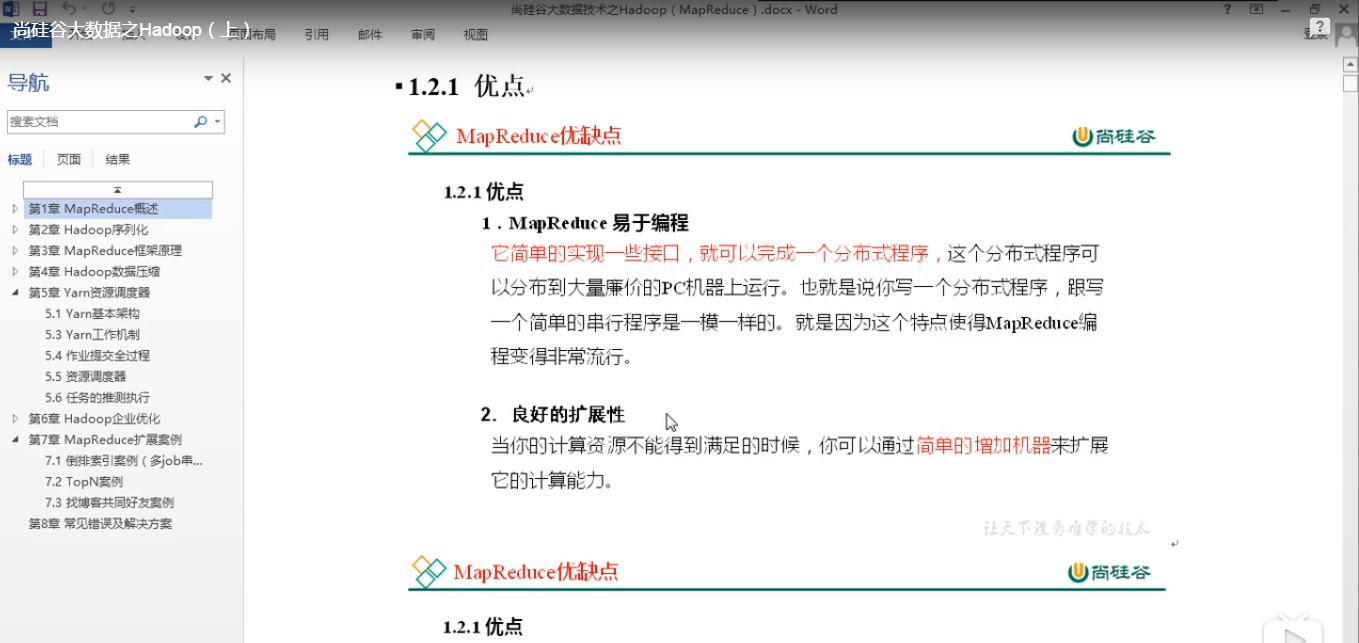 尚硅谷大数据技术之Hadoop（MapReduce）.docx - Word
尚硅谷大数据之Hadoop（上）
页面布局 引用 邮件 审阅 视图
导航
搜索文档
标题 页面 结果
第1章 MapReduce概述
第2章 Hadoop序列化
第3章 MapReduce框架原理
第4章 Hadoop数据压缩
第5章 Yarn资源调度器
5.1 Yarn基本架构
5.3 Yarn工作机制
5.4 作业提交全过程
5.5 资源调度器
5.6 任务的推测执行
第6章 Hadoop企业优化
第7章 MapReduce扩展案例
7.1 倒排索引案例（多job串...
7.2 TopN案例
7.3 找博客共同好友案例
第8章 常见错误及解决方案
1.2.1 优点
MapReduce优缺点 尚硅谷
1.2.1 优点
1．MapReduce 易于编程
它简单的实现一些接口，就可以完成一个分布式程序，这个分布式程序可
以分布到大量廉价的PC机器上运行。也就是说你写一个分布式程序，跟写
一个简单的串行程序是一模一样的。就是因为这个特点使得MapReduce编
程变得非常流行。
2. 良好的扩展性
当你的计算资源不能得到满足的时候，你可以通过简单的增加机器来扩展
它的计算能力。
让天下没有难学的技术
MapReduce优缺点 尚硅谷
1.2.1 优点